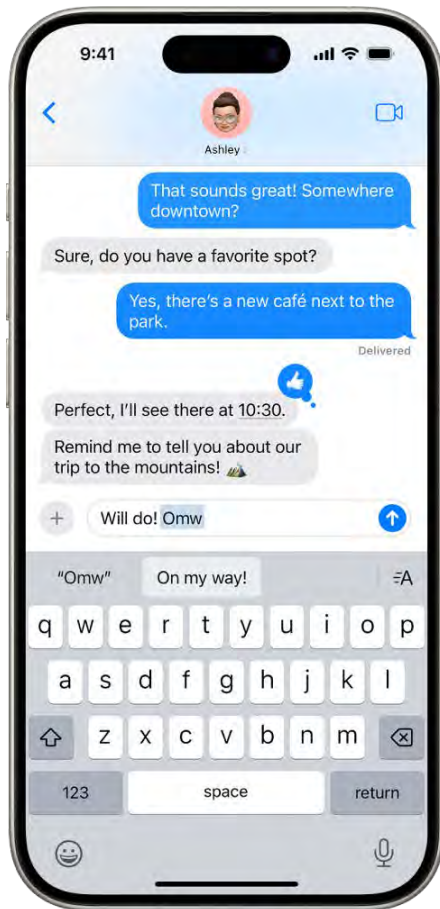 9:41
Ashley
That sounds great! Somewhere
downtown?
Sure, do you have a favorite spot?
Yes, there's a new café next to the
park.
Delivered
Perfect, I'll see there at 10:30.
Remind me to tell you about our
trip to the mountains! 🏔️
Will do! Omw
"Omw" On my way! A
q w e r t y u i o p
a s d f g h j k l
z x c v b n m
123 space return